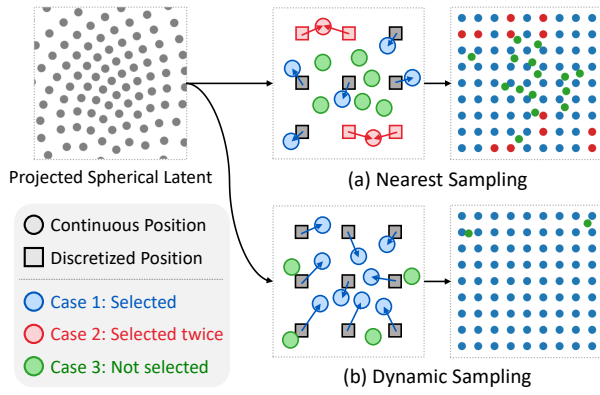 Projected Spherical Latent
(a) Nearest Sampling
Continuous Position
Discretized Position
Case 1: Selected
Case 2: Selected twice
Case 3: Not selected
(b) Dynamic Sampling